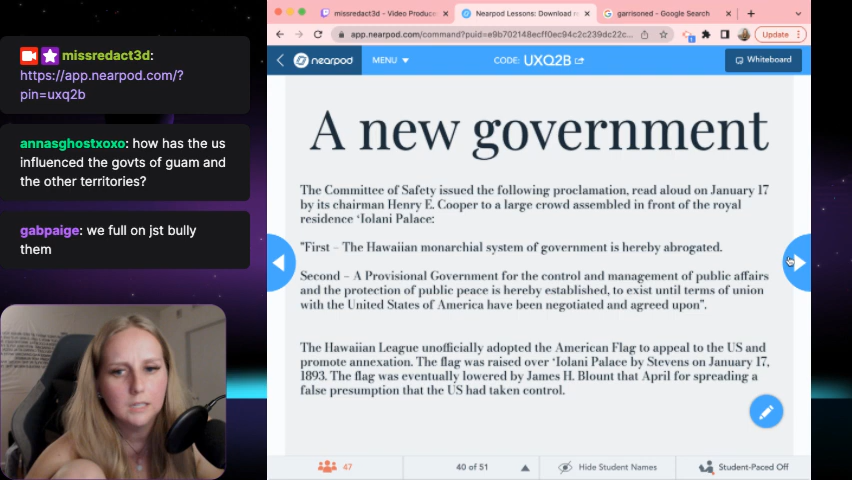 missredact3d:
https://app.nearpod.com/?
pin=uxq2b
annasghostxoxo: how has the us
influenced the govts of guam and
the other territories?
gabpaige: we full on jst bully
them
missredact3d - Video Produce
Nearpod Lessons: Download r
garrisoned - Google Search
app.nearpod.com/command?puid=e9b702148ecff0ec94c2c239dc22c...
Update
nearpod
MENU
CODE: UXQ2B
Whiteboard
A new government
The Committee of Safety issued the following proclamation, read aloud on January 17
by its chairman Henry E. Cooper to a large crowd assembled in front of the royal
residence ʻIolani Palace:
"First – The Hawaiian monarchial system of government is hereby abrogated.
Second – A Provisional Government for the control and management of public affairs
and the protection of public peace is hereby established, to exist until terms of union
with the United States of America have been negotiated and agreed upon".
The Hawaiian League unofficially adopted the American Flag to appeal to the US and
promote annexation. The flag was raised over ʻIolani Palace by Stevens on January 17,
1893. The flag was eventually lowered by James H. Blount that April for spreading a
false presumption that the US had taken control.
47
40 of 51
Hide Student Names
Student-Paced Off